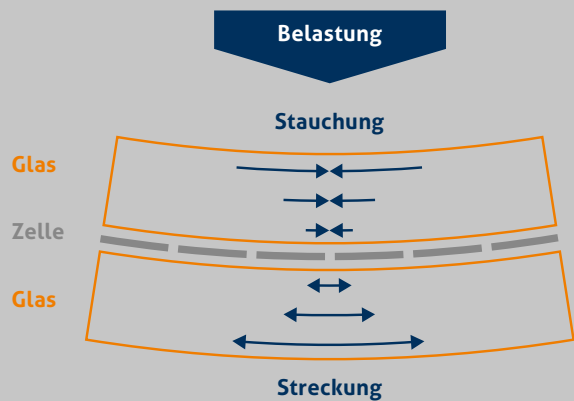 Belastung
Stauchung
Glas
Zelle
Glas
Streckung